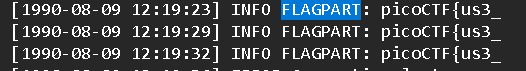 [1990-08-09 12:19:23] INFO FLAGPART: picoCTF{us3_
[1990-08-09 12:19:29] INFO FLAGPART: picoCTF{us3_
[1990-08-09 12:19:32] INFO FLAGPART: picoCTF{us3_